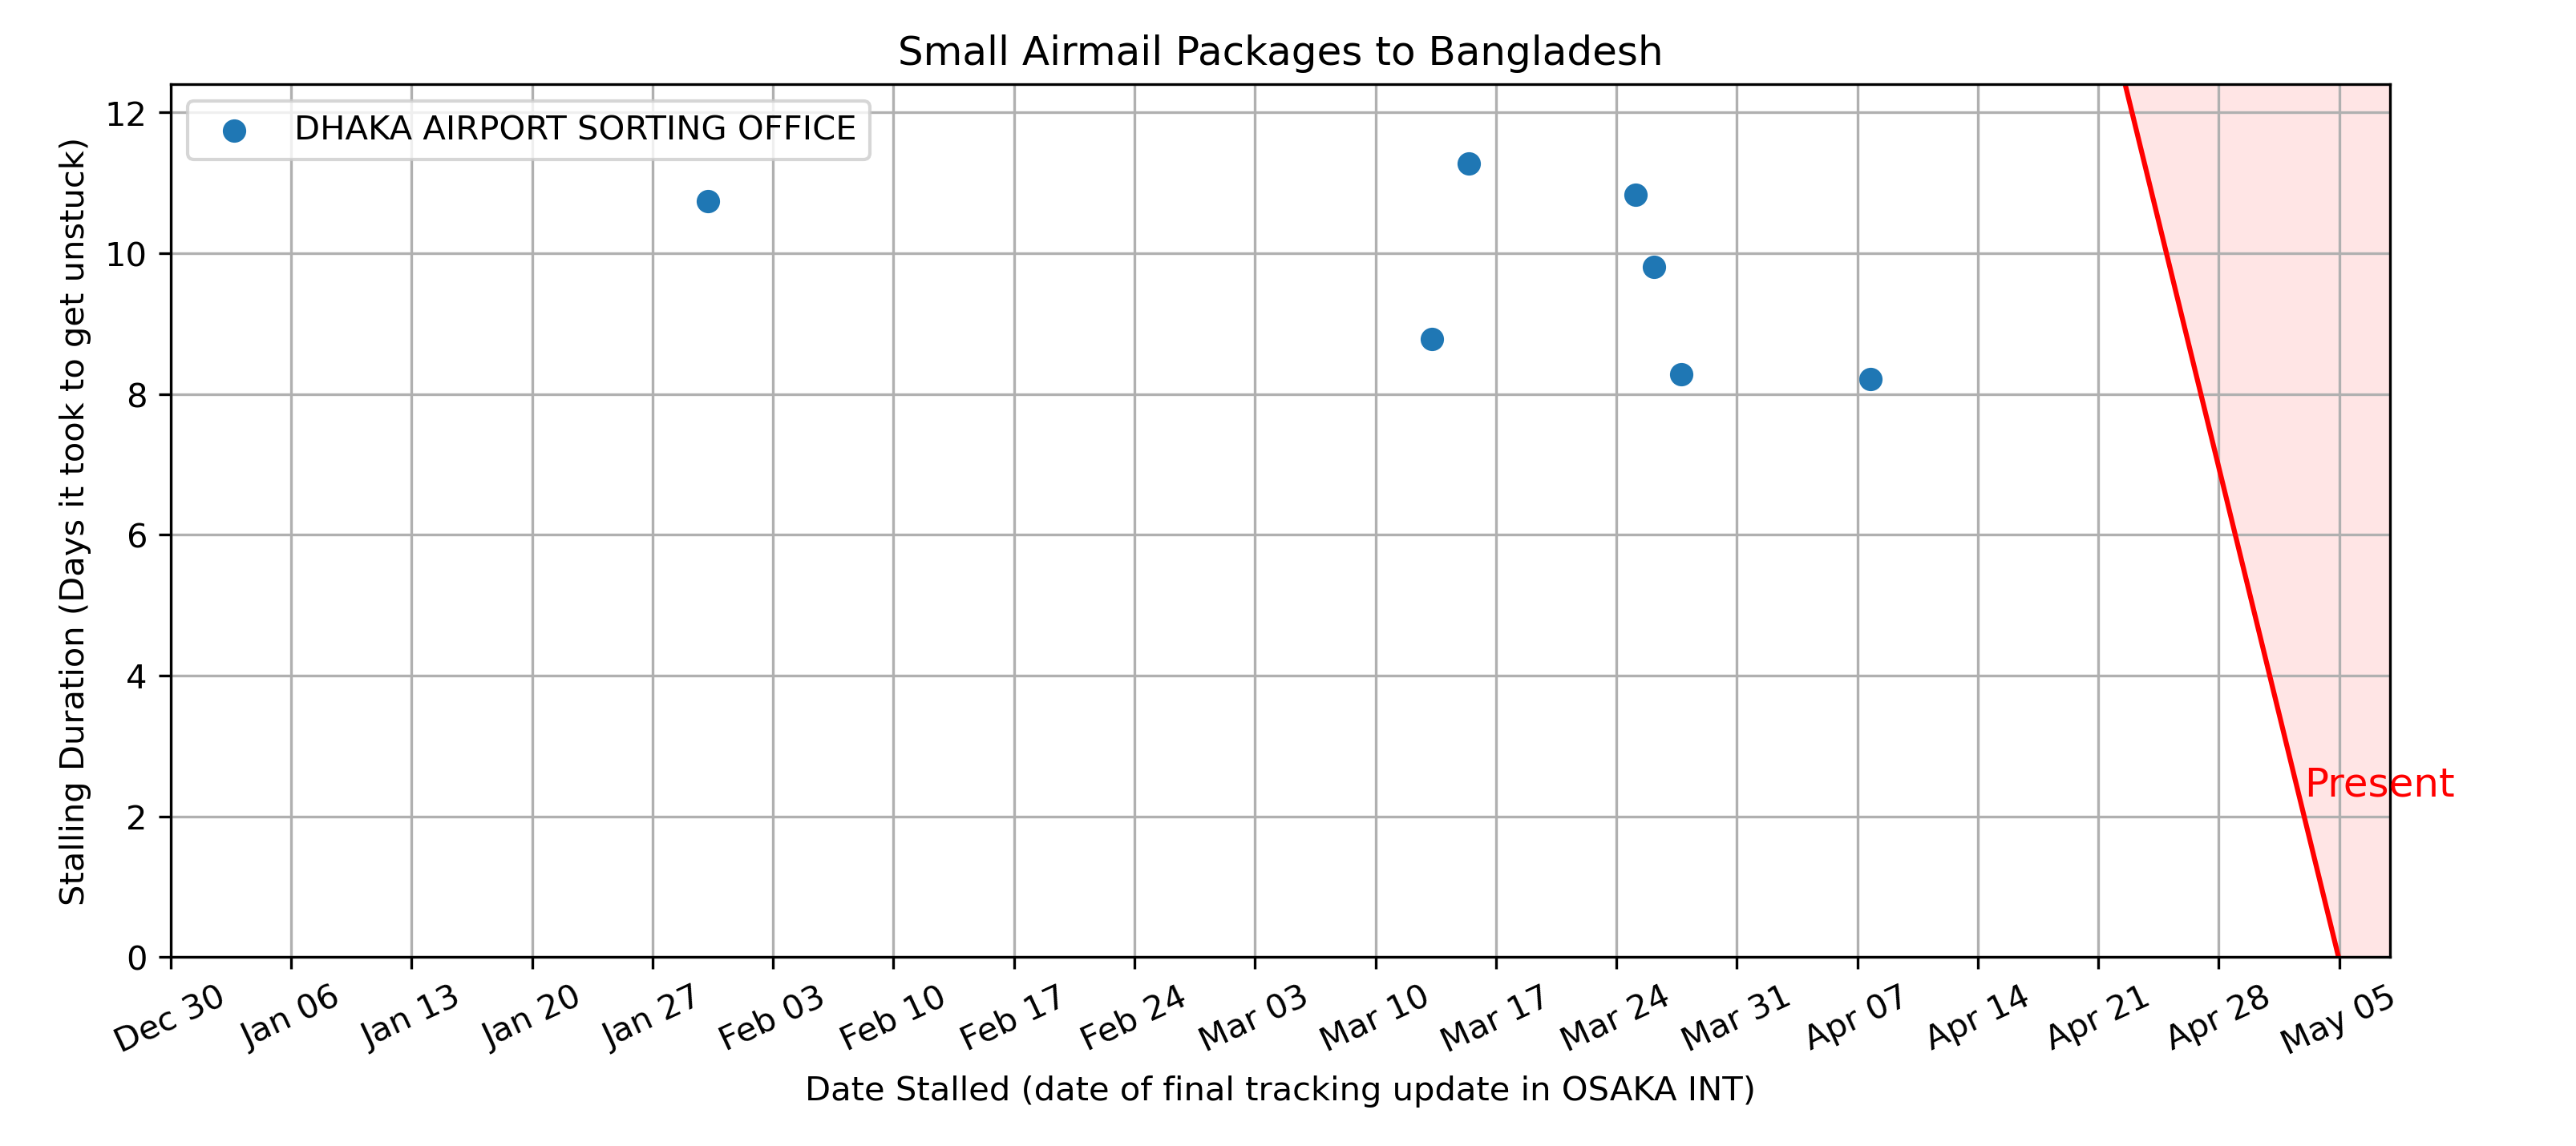 Small Airmail Packages to Bangladesh
DHAKA AIRPORT SORTING OFFICE
Stalling Duration (Days it took to get unstuck)
12
10
8
6
4
2
0
Present
Dec 30 Jan 06 Jan 13 Jan 20 Jan 27 Feb 03 Feb 10 Feb 17 Feb 24 Mar 03 Mar 10 Mar 17 Mar 24 Mar 31 Apr 07 Apr 14 Apr 21 Apr 28 May 05
Date Stalled (date of final tracking update in OSAKA INT)